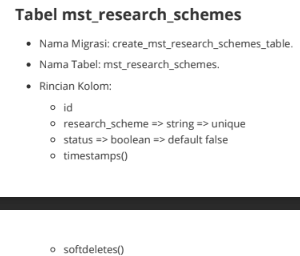 Tabel mst_research_schemes
• Nama Migrasi: create_mst_research_schemes_table.
• Nama Tabel: mst_research_schemes.
• Rincian Kolom:
○ id
○ research_scheme => string => unique
○ status => boolean => default false
○ timestamps()
○ softdeletes()